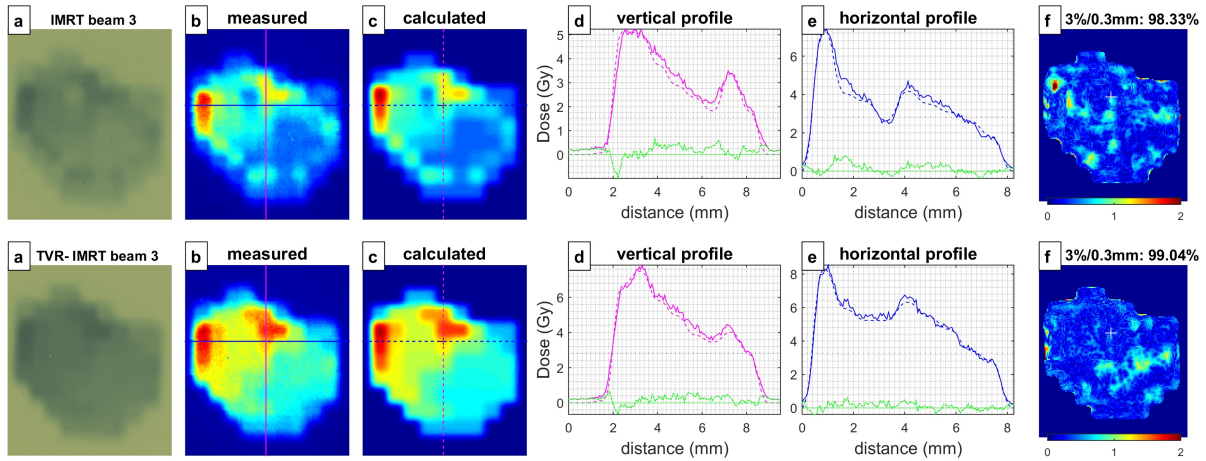 a IMRT beam 3
b measured
c calculated
d vertical profile
e horizontal profile
f 3%/0.3mm: 98.33%
Dose (Gy)
5
4
3
2
1
0
0 2 4 6 8
distance (mm)
6
4
2
0
0 2 4 6 8
distance (mm)
0 1 2
a TVR- IMRT beam 3
b measured
c calculated
d vertical profile
e horizontal profile
f 3%/0.3mm: 99.04%
Dose (Gy)
6
4
2
0
0 2 4 6 8
distance (mm)
8
6
4
2
0
0 2 4 6 8
distance (mm)
0 1 2